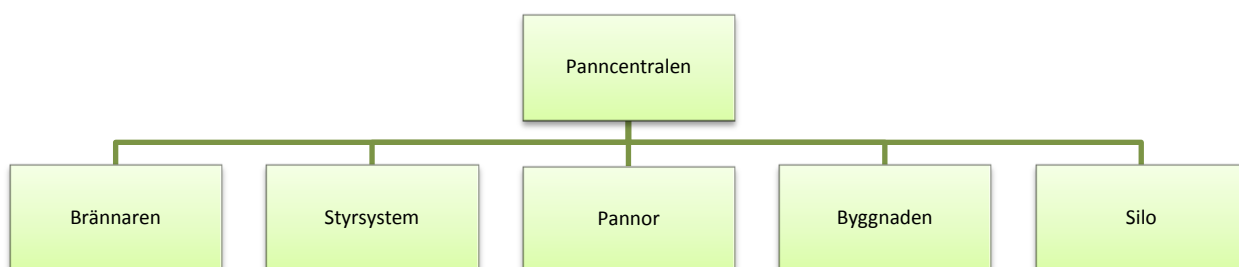 Panncentralen
Brännaren
Styrsystem
Pannor
Byggnaden
Silo